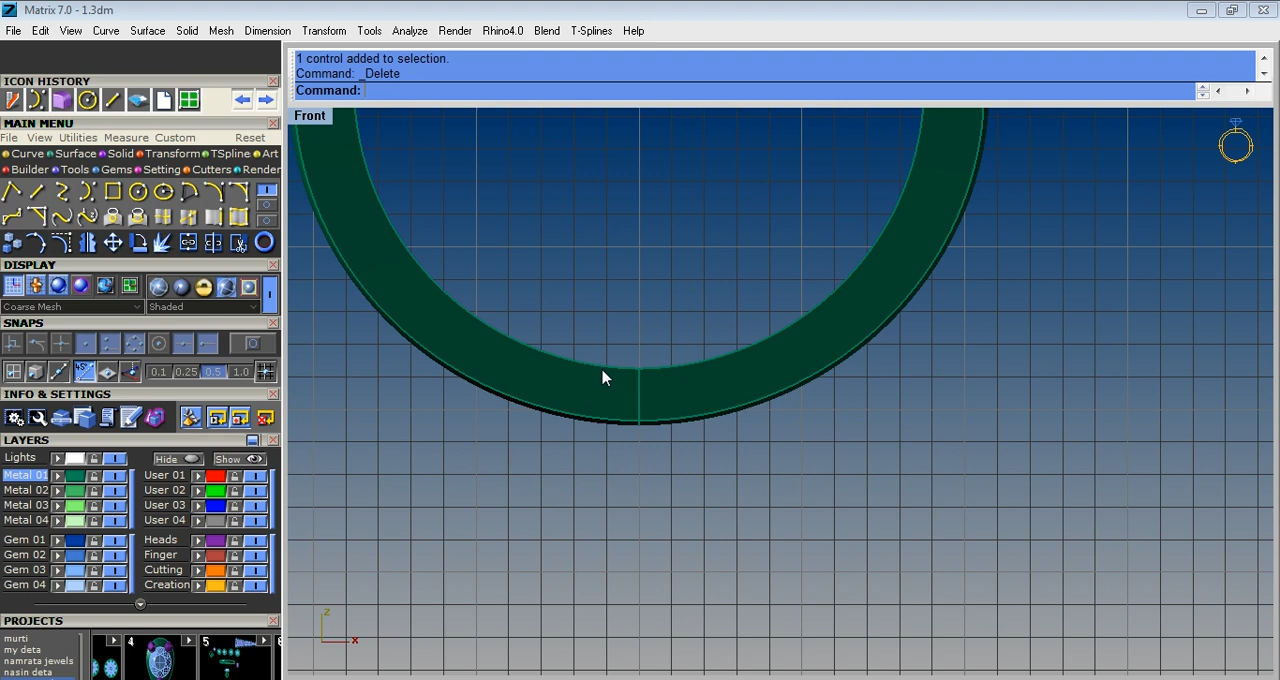 Matrix 7.0 - 1.3dm
File Edit View Curve Surface Solid Mesh Dimension Transform Tools Analyze Render Rhino4.0 Blend T-Splines Help
1 control added to selection.
Command: _Delete
Command:
ICON HISTORY
MAIN MENU
File View Utilities Measure Custom Reset
Curve Surface Solid Transform TSpline Art
Builder Tools Gems Setting Cutters Render
DISPLAY
Coarse Mesh Shaded
SNAPS
45°
0.1 0.25 0.5 1.0
INFO & SETTINGS
LAYERS
Lights Hide Show
Metal 01 User 01
Metal 02 User 02
Metal 03 User 03
Metal 04 User 04
Gem 01 Heads
Gem 02 Finger
Gem 03 Cutting
Gem 04 Creation
PROJECTS
murti
my deta
namrata jewels
nasin deta
4 5 6
Front
z
x